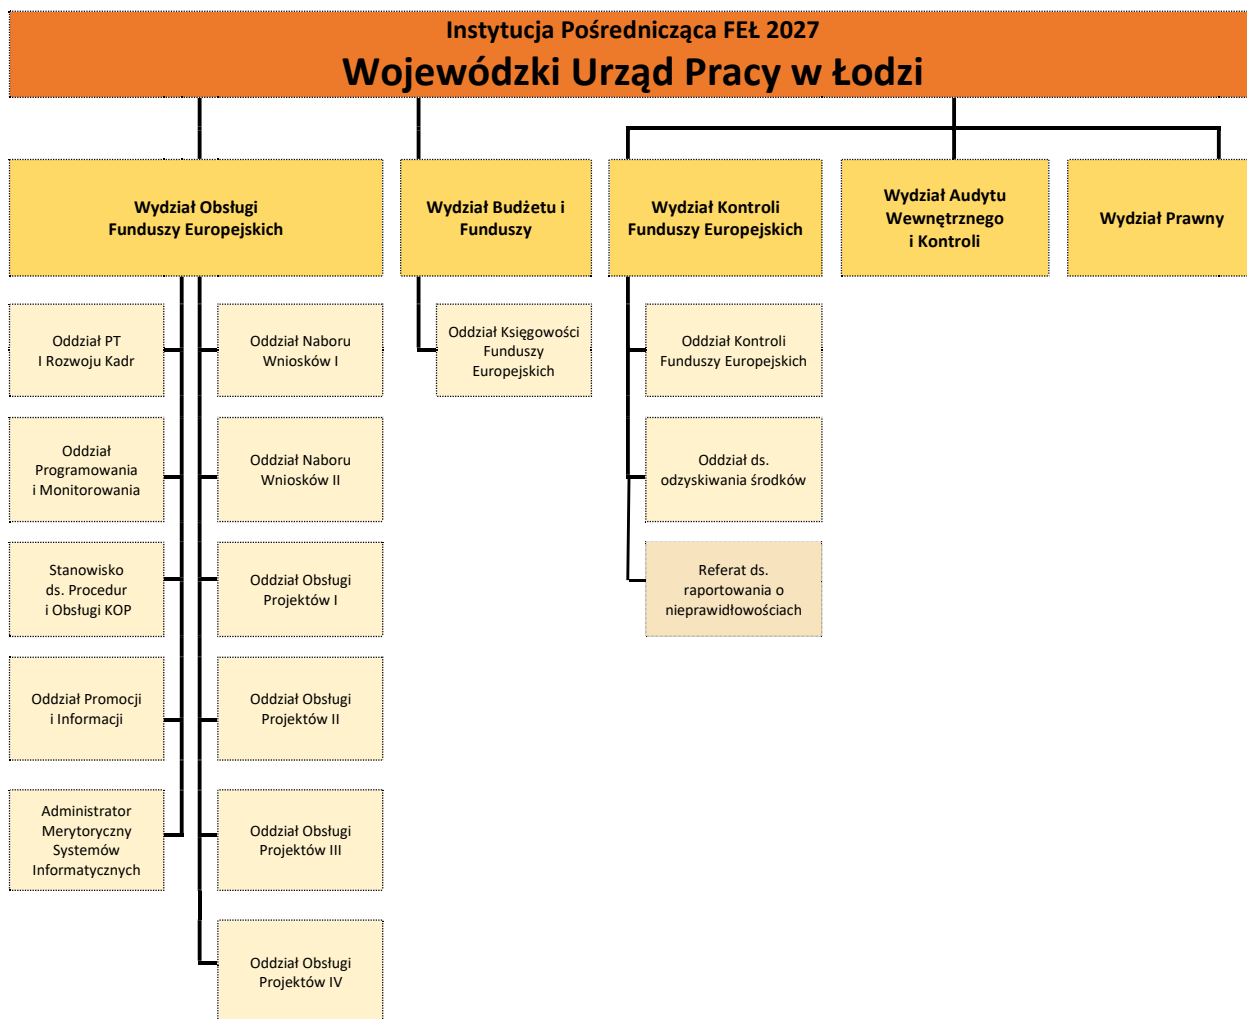 Instytucja Pośrednicząca FEŁ 2027
Wojewódzki Urząd Pracy w Łodzi
Wydział Obsługi
Funduszy Europejskich
Wydział Budżetu i
Funduszy
Wydział Kontroli
Funduszy Europejskich
Wydział Audytu
Wewnętrznego
i Kontroli
Wydział Prawny
Oddział PT
I Rozwoju Kadr
Oddział Naboru
Wniosków I
Oddział Księgowości
Funduszy
Europejskich
Oddział Kontroli
Funduszy Europejskich
Oddział
Programowania
i Monitorowania
Oddział Naboru
Wniosków II
Oddział ds.
odzyskiwania środków
Stanowisko
ds. Procedur
i Obsługi KOP
Oddział Obsługi
Projektów I
Referat ds.
raportowania o
nieprawidłowościach
Oddział Promocji
i Informacji
Oddział Obsługi
Projektów II
Administrator
Merytoryczny
Systemów
Informatycznych
Oddział Obsługi
Projektów III
Oddział Obsługi
Projektów IV